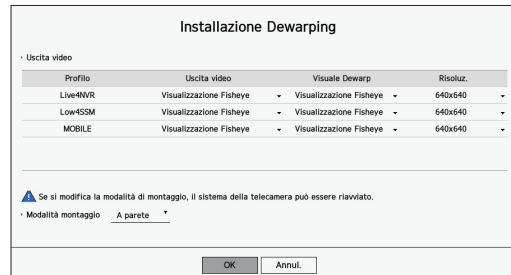 Installazione Dewarping
Uscita video
Profilo Uscita video Visuale Dewarp Risoluz.
Live4NVR Visualizzazione Fisheye Visualizzazione Fisheye 640x640
Low4SSM Visualizzazione Fisheye Visualizzazione Fisheye 640x640
MOBILE Visualizzazione Fisheye Visualizzazione Fisheye 640x640
Se si modifica la modalità di montaggio, il sistema della telecamera può essere riavviato.
Modalità montaggio A parete
OK Annul.